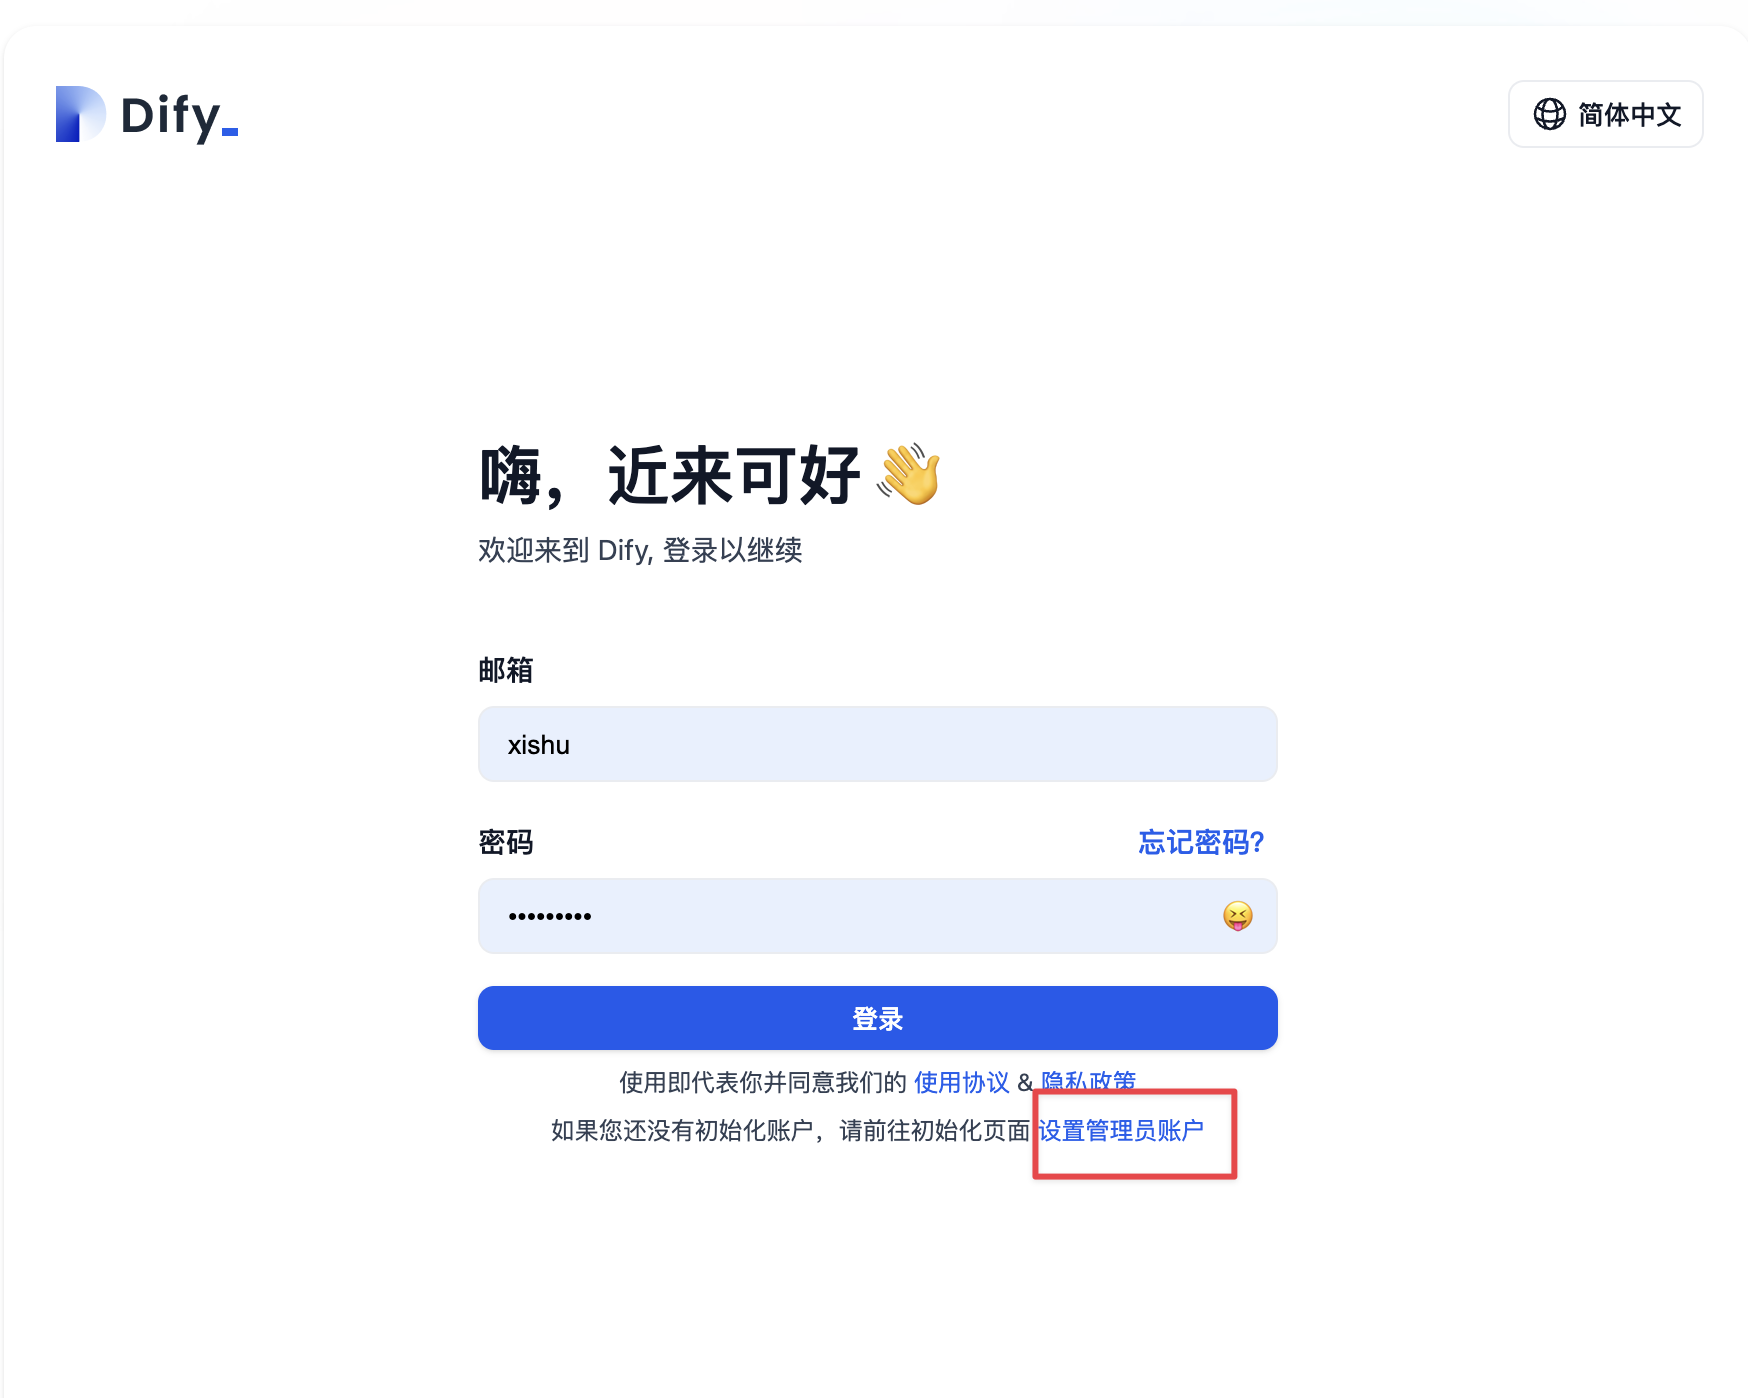 Dify_
简体中文
嗨，近来可好 👋
欢迎来到 Dify, 登录以继续
邮箱
xishu
密码
忘记密码?
•••••••••
登录
使用即代表你并同意我们的 使用协议 & 隐私政策
如果您还没有初始化账户，请前往初始化页面 设置管理员账户